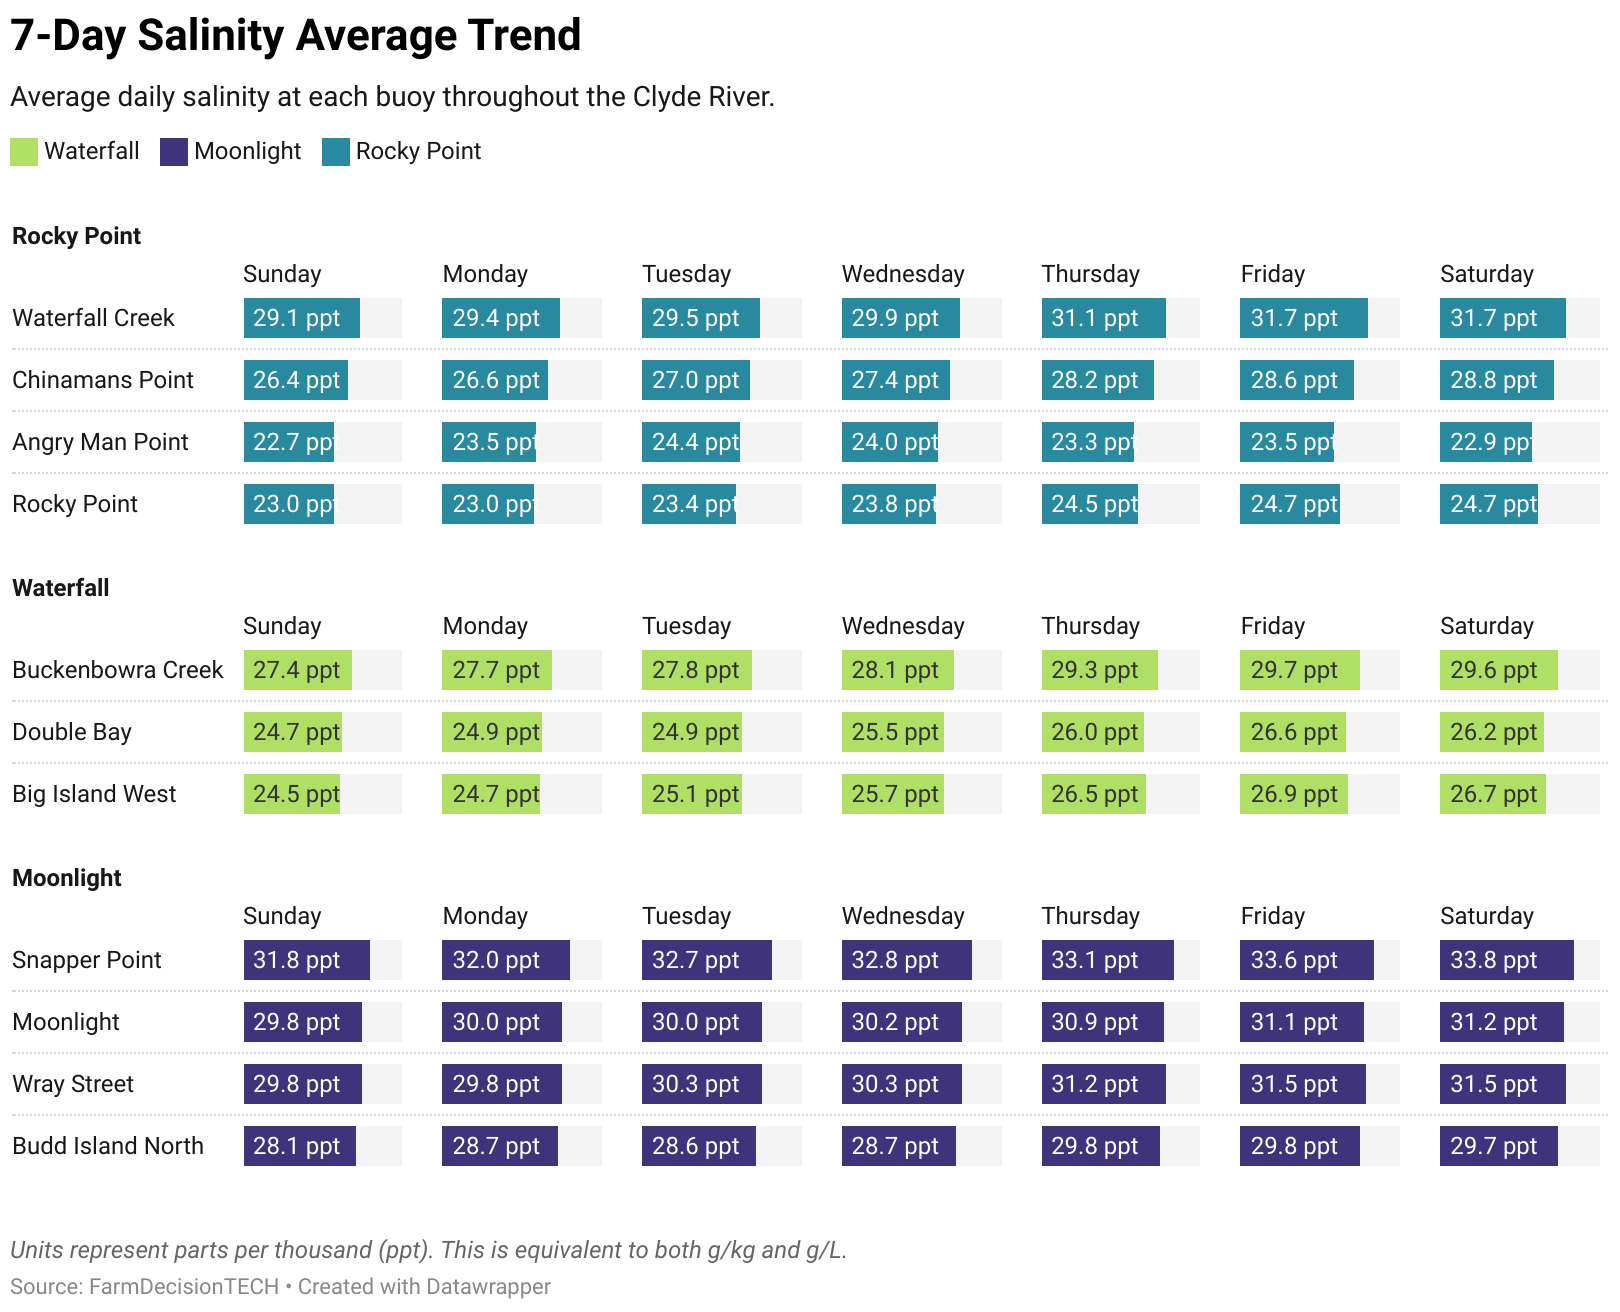 7-Day Salinity Average Trend
Average daily salinity at each buoy throughout the Clyde River.
Waterfall Moonlight Rocky Point
Rocky Point
Sunday Monday Tuesday Wednesday Thursday Friday Saturday
Waterfall Creek 29.1 ppt 29.4 ppt 29.5 ppt 29.9 ppt 31.1 ppt 31.7 ppt 31.7 ppt
Chinamans Point 26.4 ppt 26.6 ppt 27.0 ppt 27.4 ppt 28.2 ppt 28.6 ppt 28.8 ppt
Angry Man Point 22.7 ppt 23.5 ppt 24.4 ppt 24.0 ppt 23.3 ppt 23.5 ppt 22.9 ppt
Rocky Point 23.0 ppt 23.0 ppt 23.4 ppt 23.8 ppt 24.5 ppt 24.7 ppt 24.7 ppt
Waterfall
Sunday Monday Tuesday Wednesday Thursday Friday Saturday
Buckenbowra Creek 27.4 ppt 27.7 ppt 27.8 ppt 28.1 ppt 29.3 ppt 29.7 ppt 29.6 ppt
Double Bay 24.7 ppt 24.9 ppt 24.9 ppt 25.5 ppt 26.0 ppt 26.6 ppt 26.2 ppt
Big Island West 24.5 ppt 24.7 ppt 25.1 ppt 25.7 ppt 26.5 ppt 26.9 ppt 26.7 ppt
Moonlight
Sunday Monday Tuesday Wednesday Thursday Friday Saturday
Snapper Point 31.8 ppt 32.0 ppt 32.7 ppt 32.8 ppt 33.1 ppt 33.6 ppt 33.8 ppt
Moonlight 29.8 ppt 30.0 ppt 30.0 ppt 30.2 ppt 30.9 ppt 31.1 ppt 31.2 ppt
Wray Street 29.8 ppt 29.8 ppt 30.3 ppt 30.3 ppt 31.2 ppt 31.5 ppt 31.5 ppt
Budd Island North 28.1 ppt 28.7 ppt 28.6 ppt 28.7 ppt 29.8 ppt 29.8 ppt 29.7 ppt
Units represent parts per thousand (ppt). This is equivalent to both g/kg and g/L.
Source: FarmDecisionTECH • Created with Datawrapper